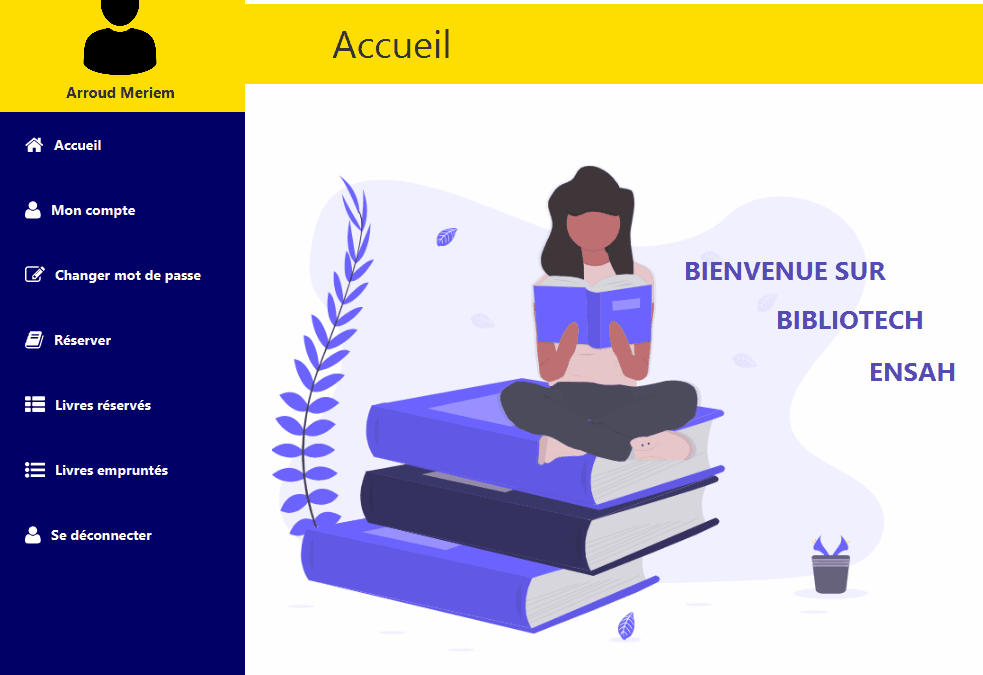 Arroud Meriem
Accueil
Mon compte
Changer mot de passe
Réserver
Livres réservés
Livres empruntés
Se déconnecter
Accueil
BIENVENUE SUR
BIBLIOTECH
ENSAH